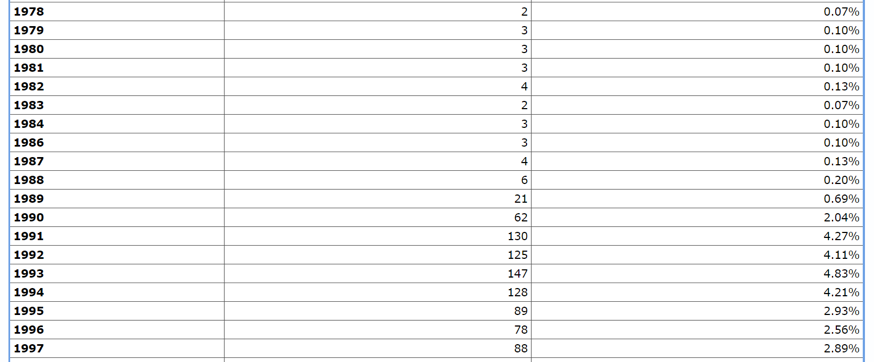 1978 2 0.07%
1979 3 0.10%
1980 3 0.10%
1981 3 0.10%
1982 4 0.13%
1983 2 0.07%
1984 3 0.10%
1986 3 0.10%
1987 4 0.13%
1988 6 0.20%
1989 21 0.69%
1990 62 2.04%
1991 130 4.27%
1992 125 4.11%
1993 147 4.83%
1994 128 4.21%
1995 89 2.93%
1996 78 2.56%
1997 88 2.89%